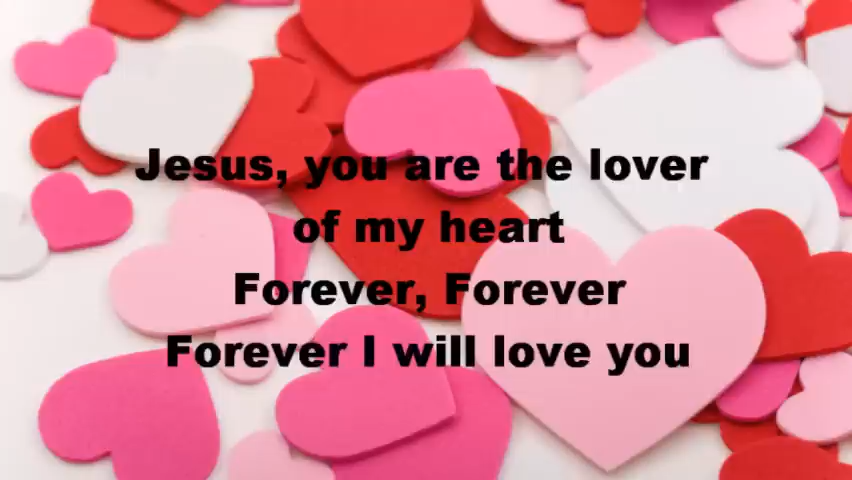 Jesus, you are the lover
of my heart
Forever, Forever
Forever I will love you